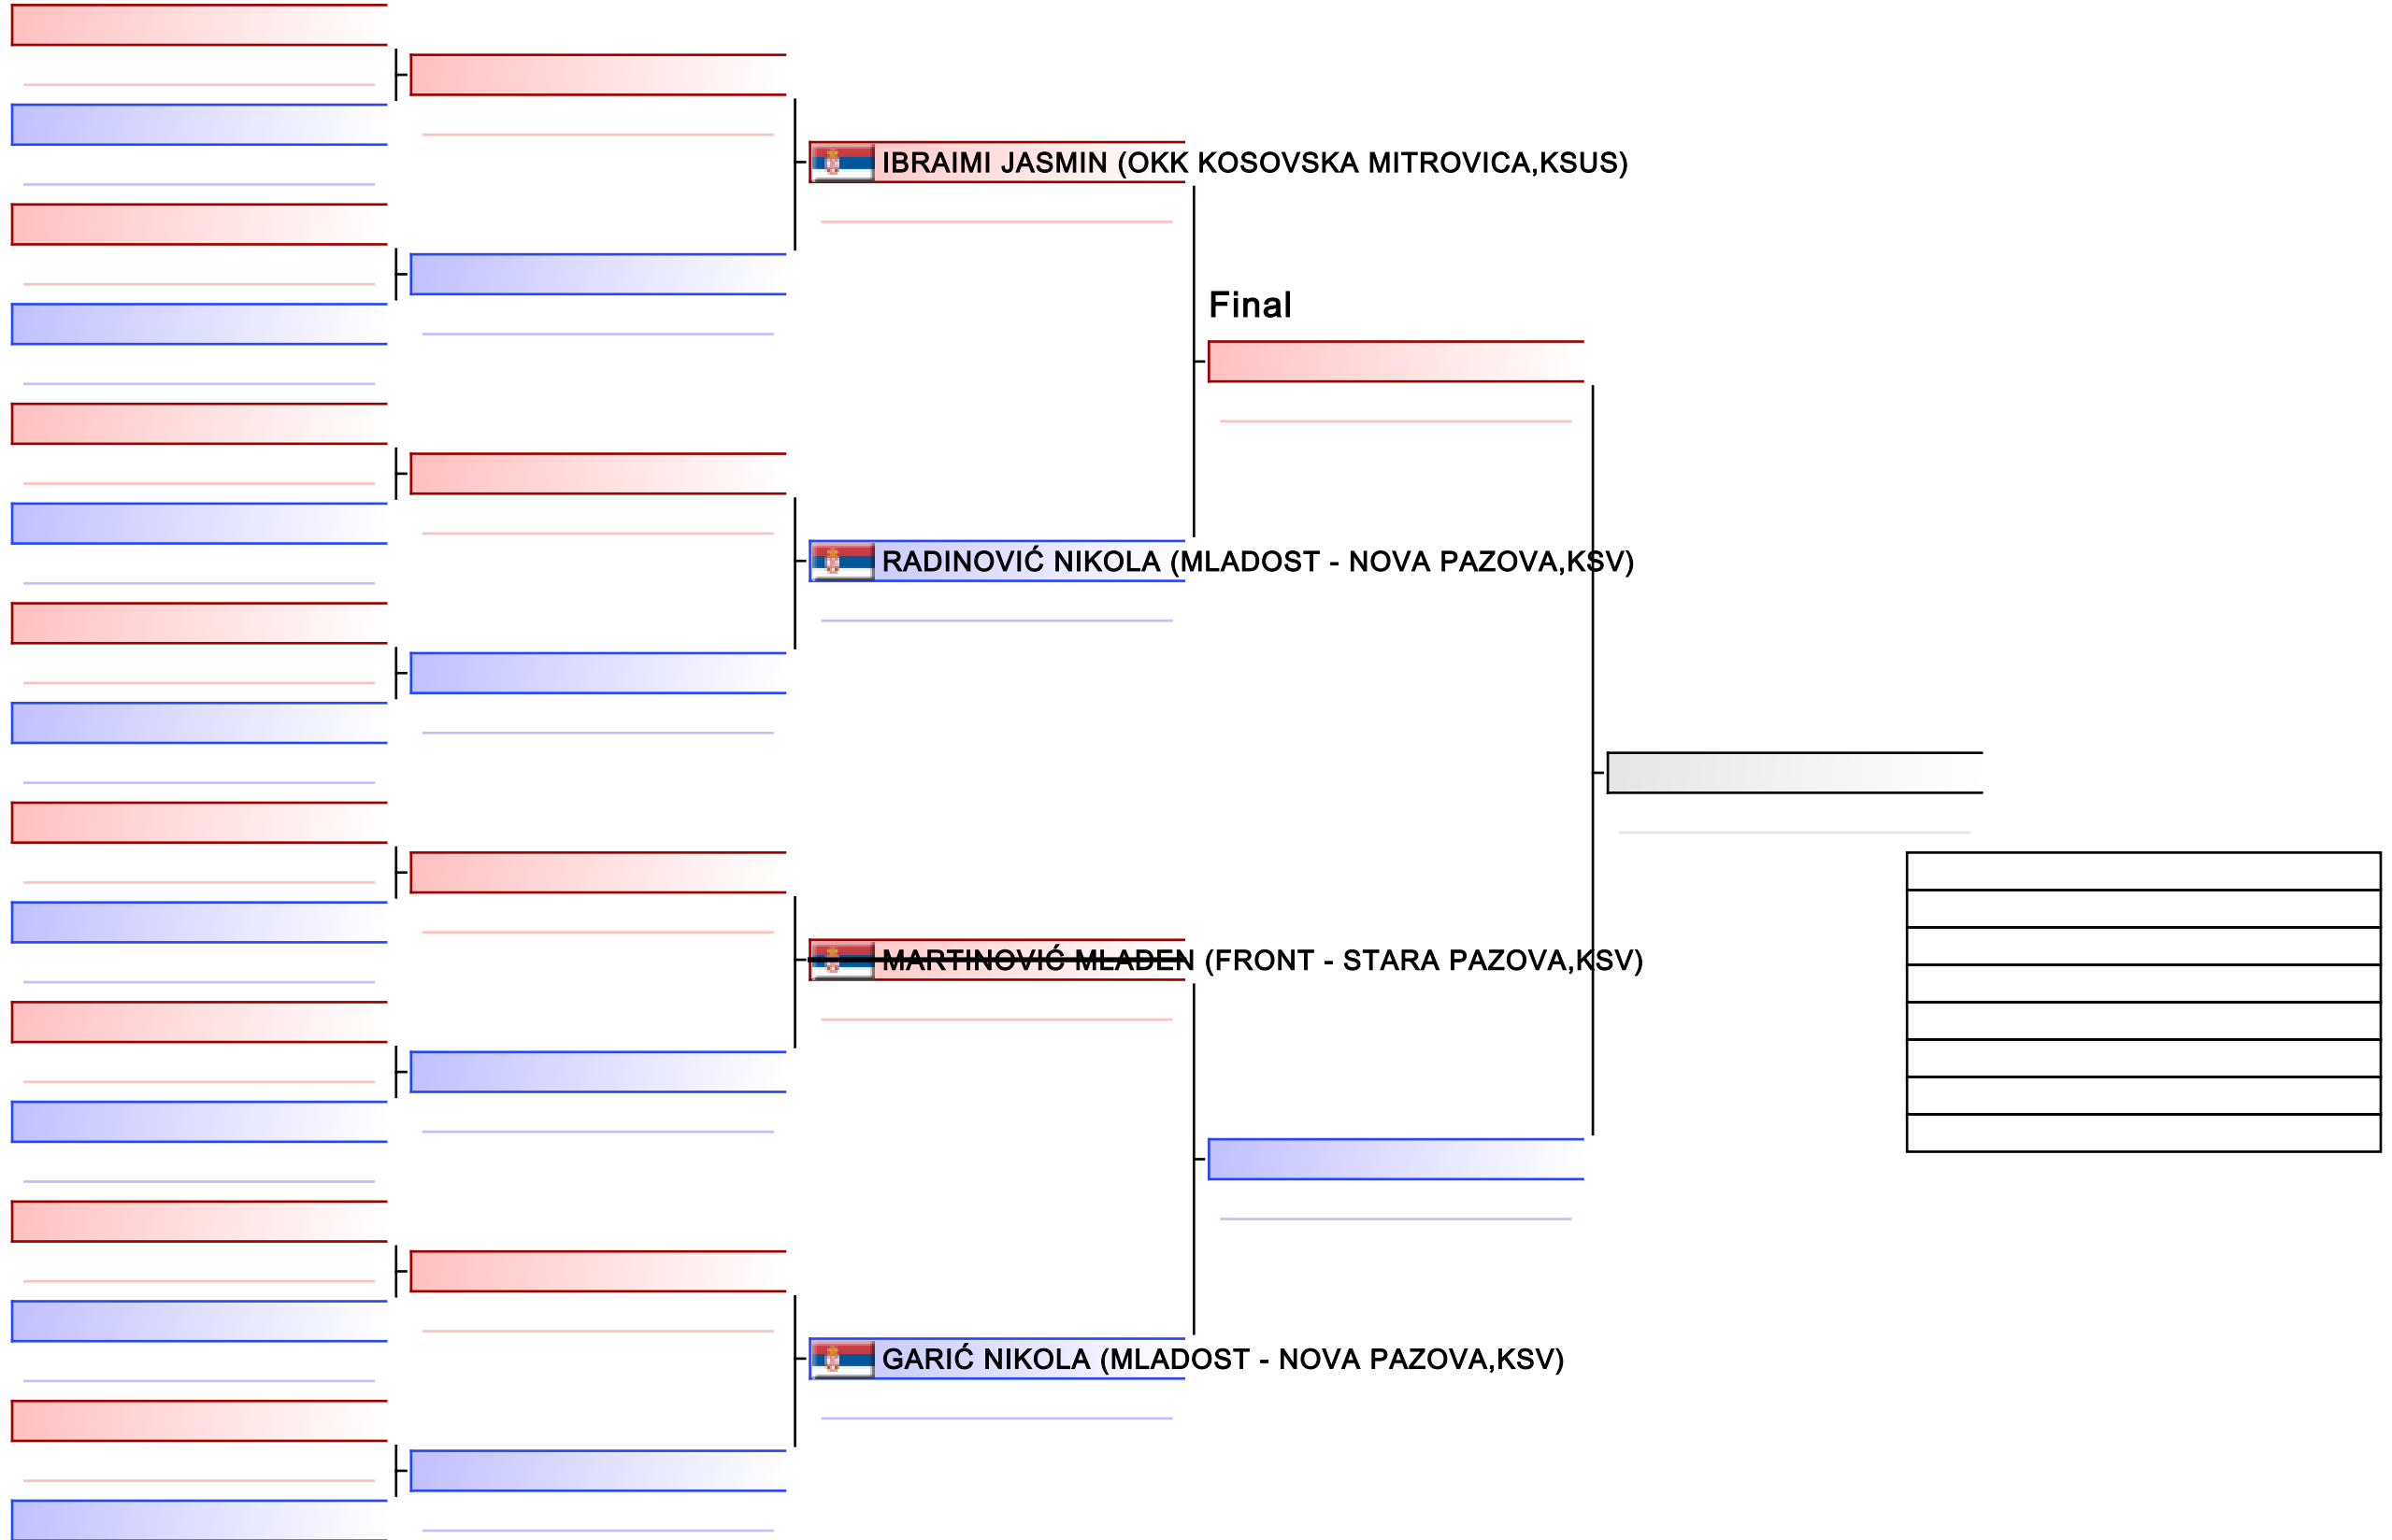 IBRAIMI JASMIN (OKK KOSOVSKA MITROVICA,KSUS)
Final
RADINOVIĆ NIKOLA (MLADOST - NOVA PAZOVA,KSV)
MARTINOVIĆ MLADEN (FRONT - STARA PAZOVA,KSV)
GARIĆ NIKOLA (MLADOST - NOVA PAZOVA,KSV)